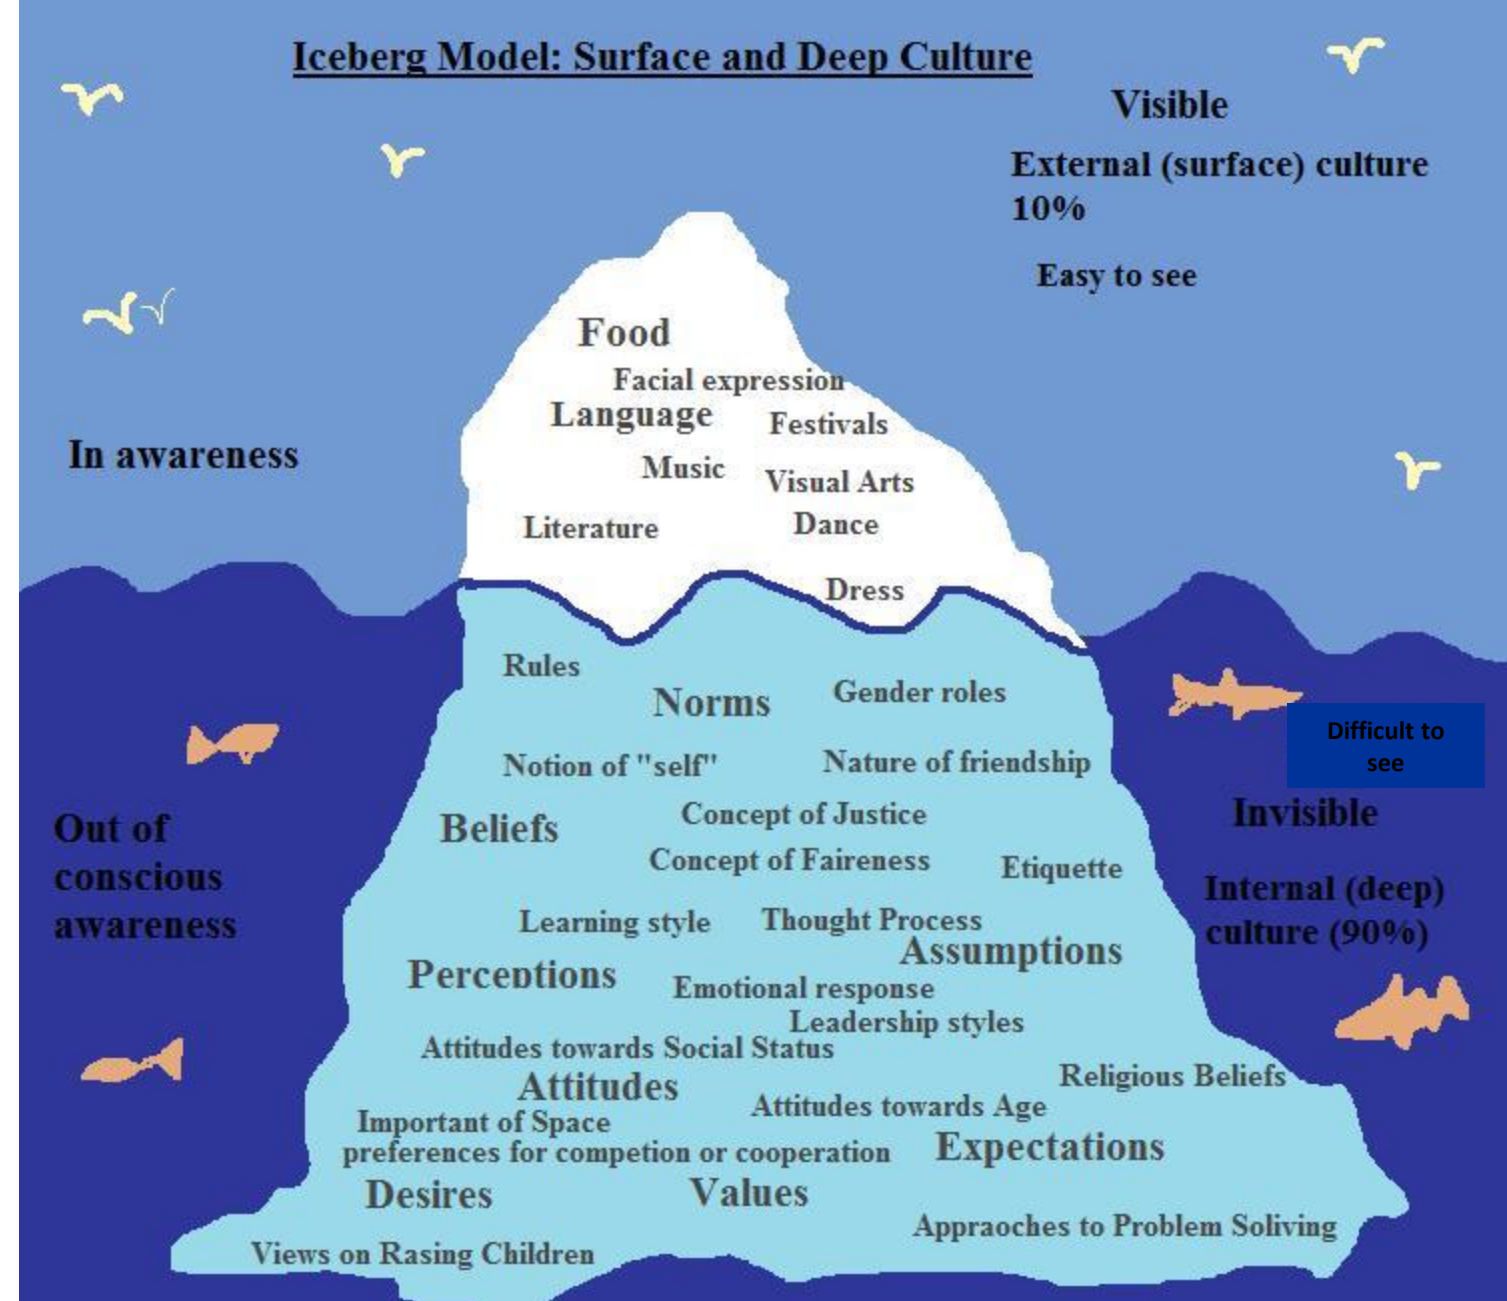 Iceberg Model: Surface and Deep Culture
Visible
External (surface) culture
10%
Easy to see
In awareness
Food
Facial expression
Language
Festivals
Music
Visual Arts
Literature
Dance
Dress
Rules
Norms
Gender roles
Notion of "self"
Nature of friendship
Difficult to
see
Out of
conscious
awareness
Beliefs
Concept of Justice
Concept of Faireness
Etiquette
Invisible
Internal (deep)
culture (90%)
Learning style
Thought Process
Assumptions
Perceptions
Emotional response
Leadership styles
Attitudes towards Social Status
Religious Beliefs
Attitudes
Attitudes towards Age
Important of Space
preferences for competion or cooperation
Expectations
Desires
Values
Appraoches to Problem Soliving
Views on Rasing Children